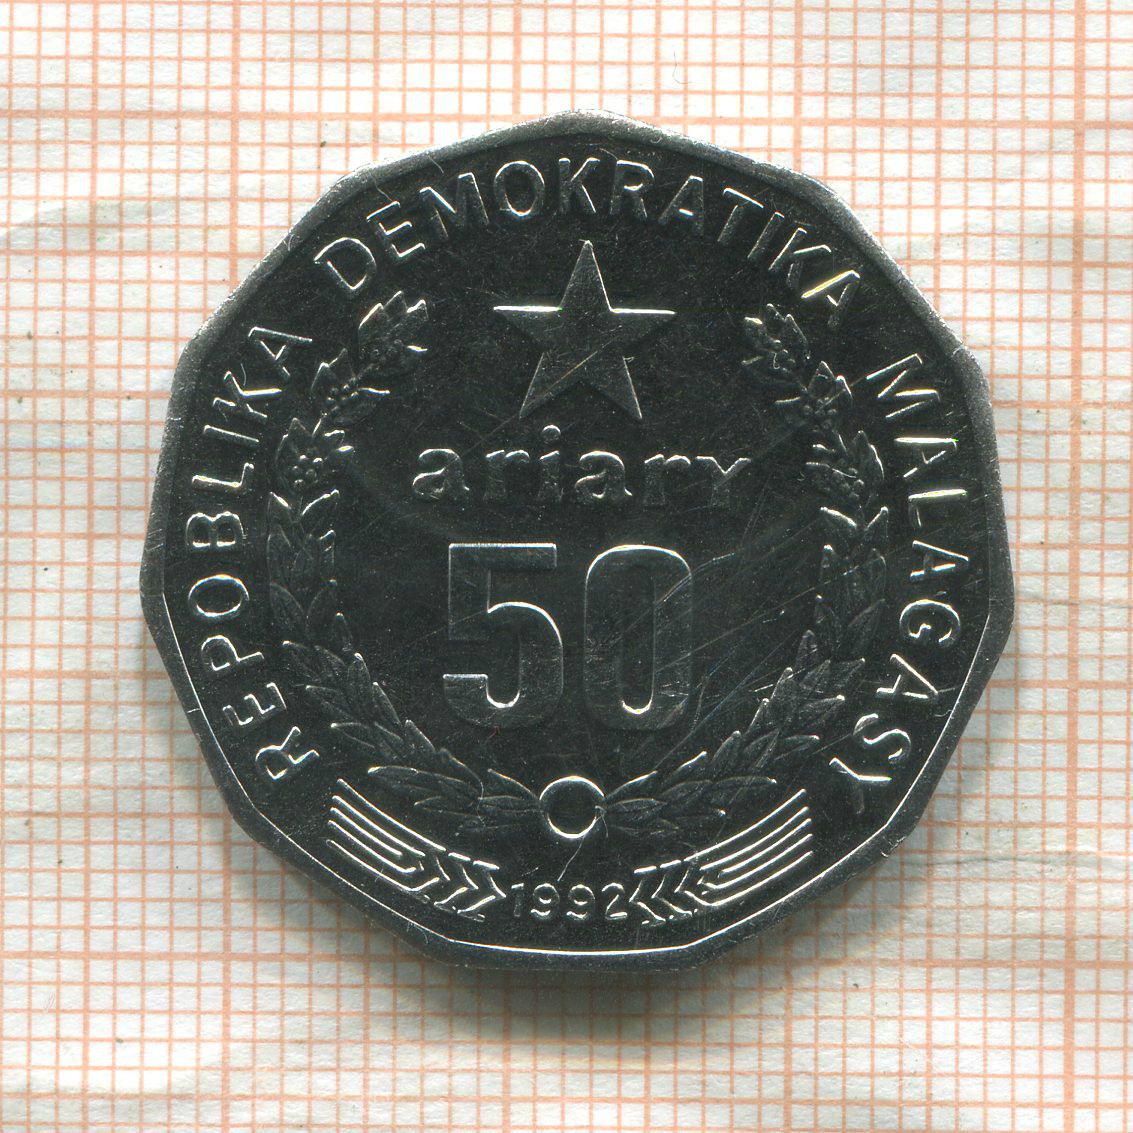 REPOBLIKA DEMOKRATIKA MALAGASY
ariary
50
1992